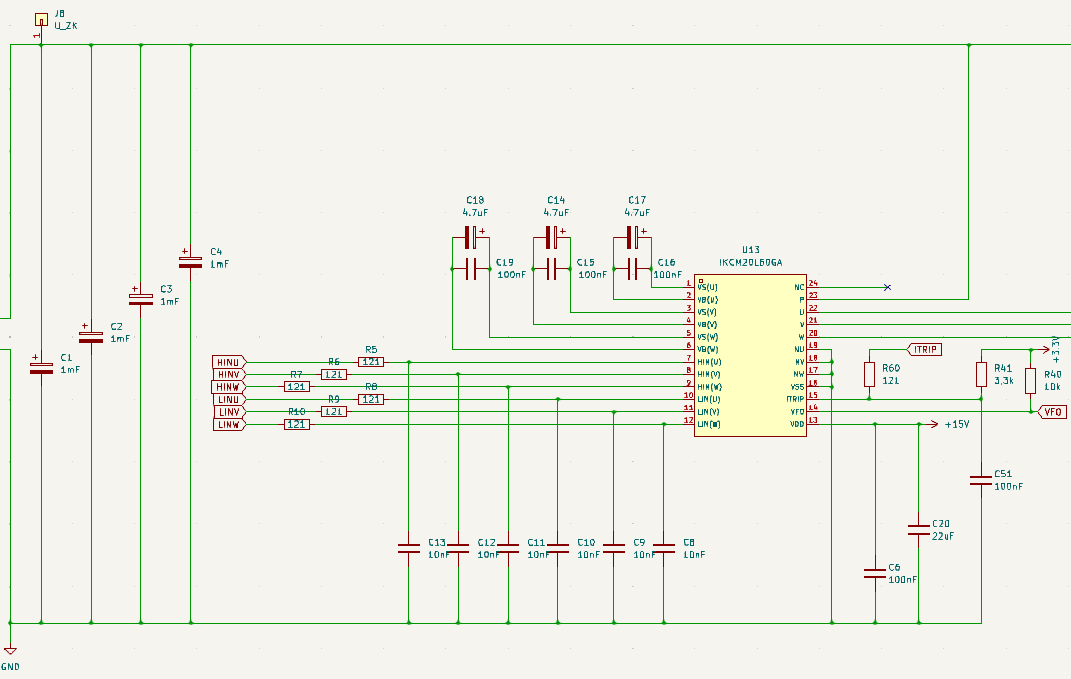 J8
U_ZK
1
C18
4.7uF
C14
4.7uF
C17
4.7uF
C19
100nF
C15
100nF
C16
100nF
C4
1mF
C3
1mF
C2
1mF
C1
1mF
U13
IKCM20L60GA
1 VS(U)
2 VB(U)
3 VS(V)
4 VB(V)
5 VS(W)
6 VB(W)
7 HIN(U)
8 HIN(V)
9 HIN(W)
10 LIN(U)
11 LIN(V)
12 LIN(W)
NC 24
P 23
U 22
V 21
W 20
NU 19
NV 18
NW 17
VSS 16
ITRIP 15
VFO 14
VDD 13
HINU
HINV
HINW
LINU
LINV
LINW
R5
121
R6
121
R7
121
R8
121
R9
121
R10
121
ITRIP
R60
121
R41
3,3k
R40
10k
+3.3V
VFO
+15V
C51
100nF
C20
22uF
C6
100nF
C13
10nF
C12
10nF
C11
10nF
C10
10nF
C9
10nF
C8
10nF
GND